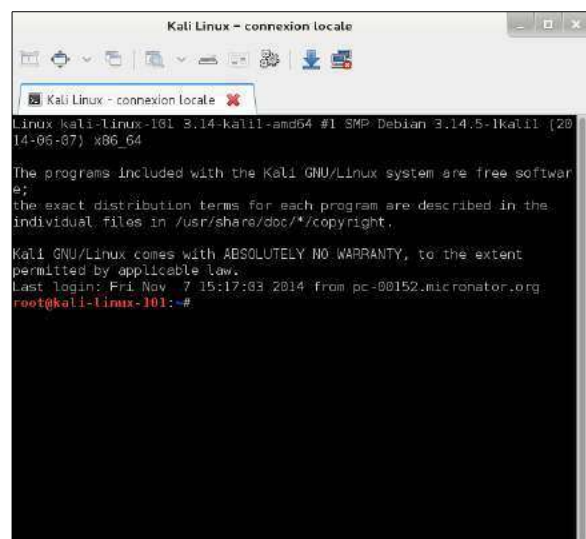 Kali Linux – connexion locale
Kali Linux - connexion locale
Linux kali-linux-101 3.14-kali1-amd64 #1 SMP Debian 3.14.5-1kali1 (20
14-06-07) x86_64
The programs included with the Kali GNU/Linux system are free softwar
e;
the exact distribution terms for each program are described in the
individual files in /usr/share/doc/*/copyright.
Kali GNU/Linux comes with ABSOLUTELY NO WARRANTY, to the extent
permitted by applicable law.
Last login: Fri Nov  7 15:17:03 2014 from pc-00152.micronator.org
root@kali-linux-101:~#